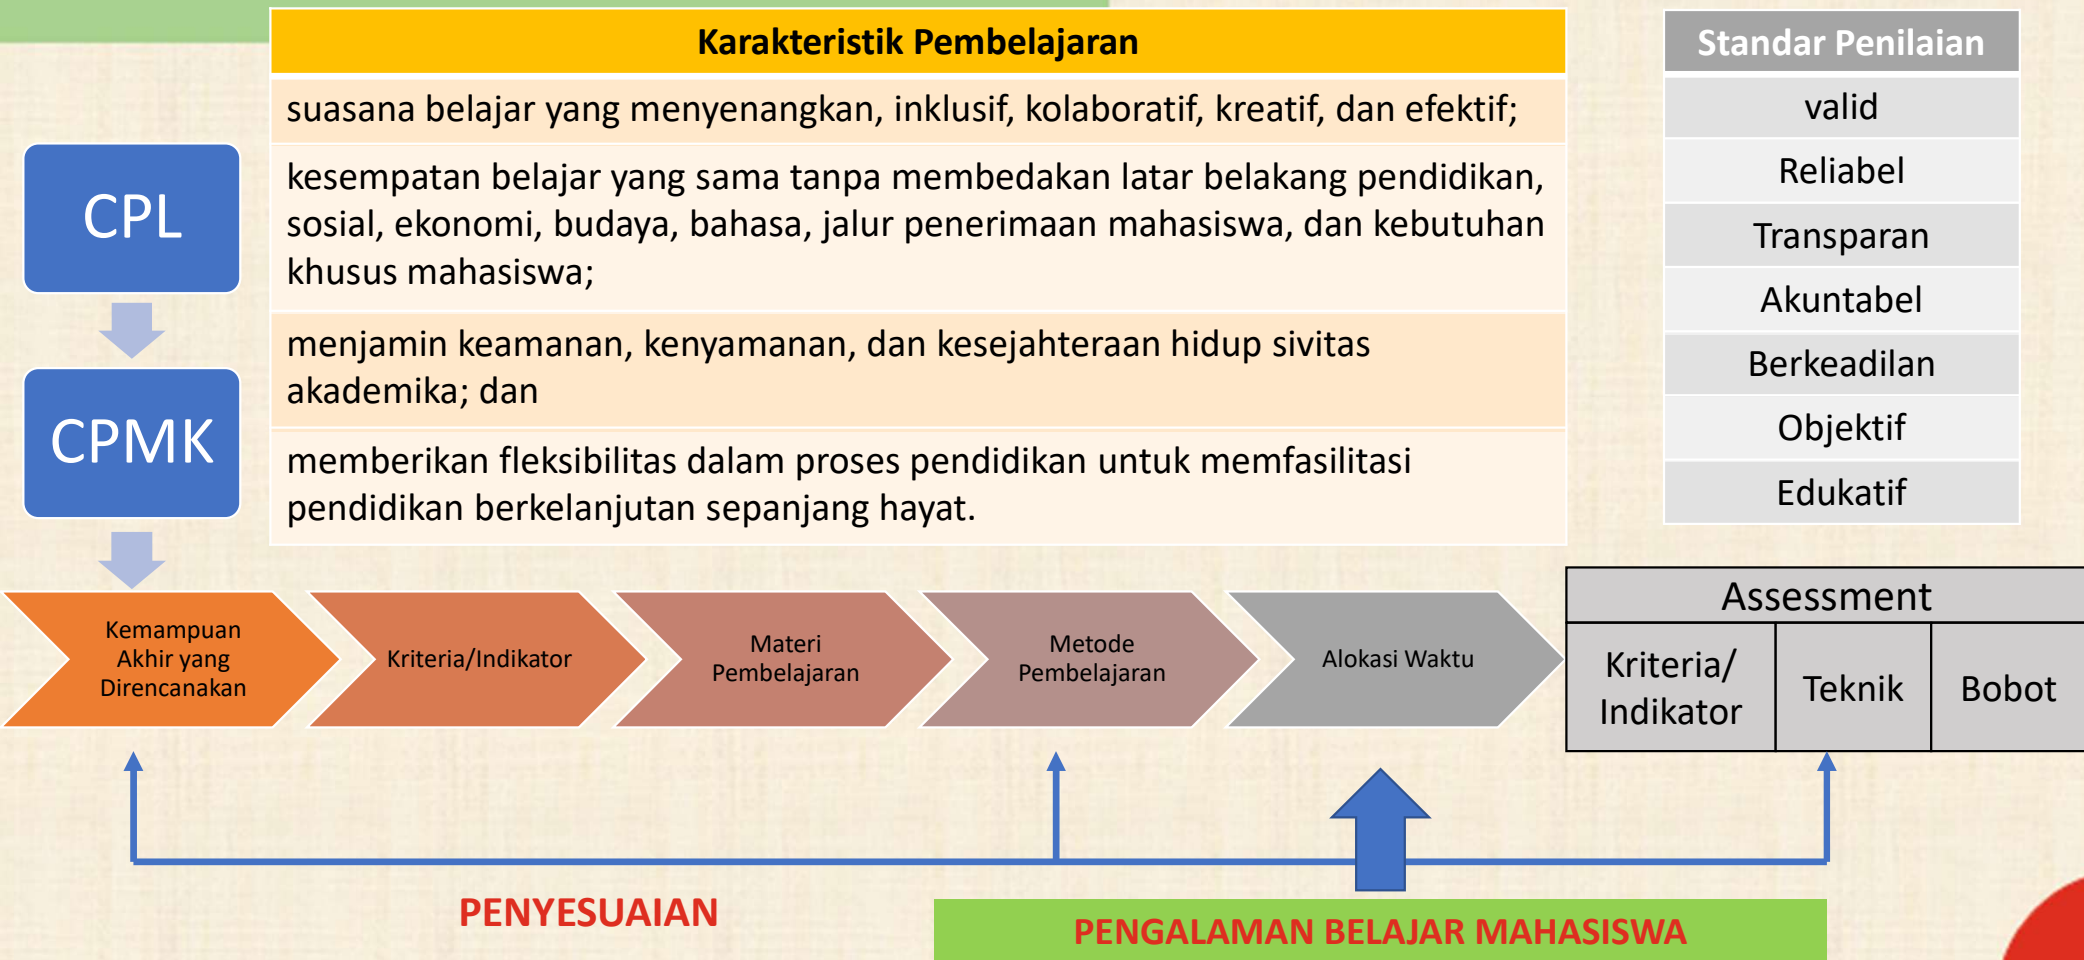 Karakteristik Pembelajaran
suasana belajar yang menyenangkan, inklusif, kolaboratif, kreatif, dan efektif;
kesempatan belajar yang sama tanpa membedakan latar belakang pendidikan,
sosial, ekonomi, budaya, bahasa, jalur penerimaan mahasiswa, dan kebutuhan
khusus mahasiswa;
menjamin keamanan, kenyamanan, dan kesejahteraan hidup sivitas
akademika; dan
memberikan fleksibilitas dalam proses pendidikan untuk memfasilitasi
pendidikan berkelanjutan sepanjang hayat.
Standar Penilaian
valid
Reliabel
Transparan
Akuntabel
Berkeadilan
Objektif
Edukatif
CPL
CPMK
Kemampuan
Akhir yang
Direncanakan
Kriteria/Indikator
Materi
Pembelajaran
Metode
Pembelajaran
Alokasi Waktu
Assessment
Kriteria/
Indikator
Teknik
Bobot
PENYESUAIAN
PENGALAMAN BELAJAR MAHASISWA